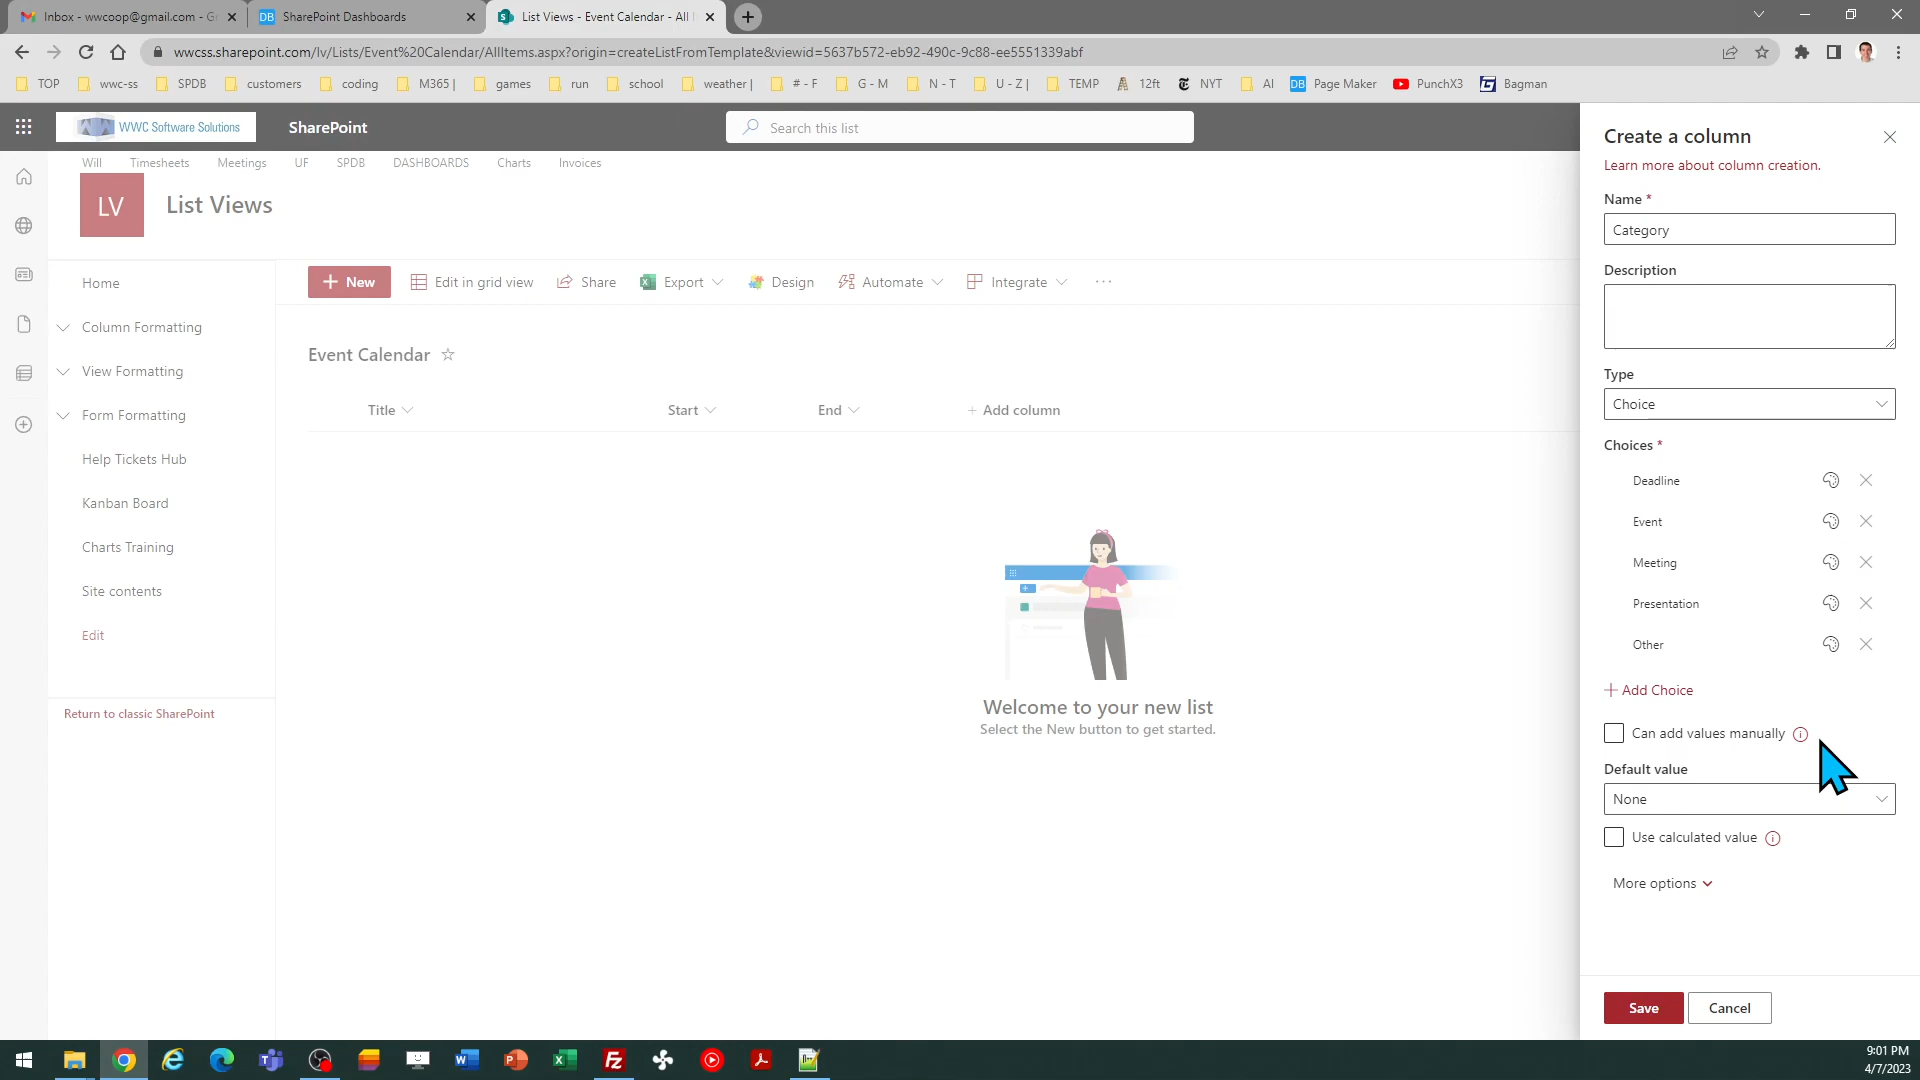 Inbox - wwcoop@gmail.com - G
DB SharePoint Dashboards
List Views - Event Calendar - All I
wwcss.sharepoint.com/lv/Lists/Event%20Calendar/AllItems.aspx?origin=createListFromTemplate&viewid=5637b572-eb92-490c-9c88-ee5551339abf
TOP wwc-ss SPDB customers coding M365 | games run school weather | # - F G - M N - T U - Z | TEMP 12ft NYT AI DB Page Maker PunchX3 Bagman
WWC Software Solutions
SharePoint
Search this list
Will Timesheets Meetings UF SPDB DASHBOARDS Charts Invoices
LV
List Views
Home
Column Formatting
View Formatting
Form Formatting
Help Tickets Hub
Kanban Board
Charts Training
Site contents
Edit
Return to classic SharePoint
New Edit in grid view Share Export Design Automate Integrate ...
Event Calendar
Title Start End + Add column
Welcome to your new list
Select the New button to get started.
Create a column
Learn more about column creation.
Name *
Category
Description
Type
Choice
Choices *
Deadline
Event
Meeting
Presentation
Other
+ Add Choice
Can add values manually
Default value
None
Use calculated value
More options
Save Cancel
9:01 PM
4/7/2023